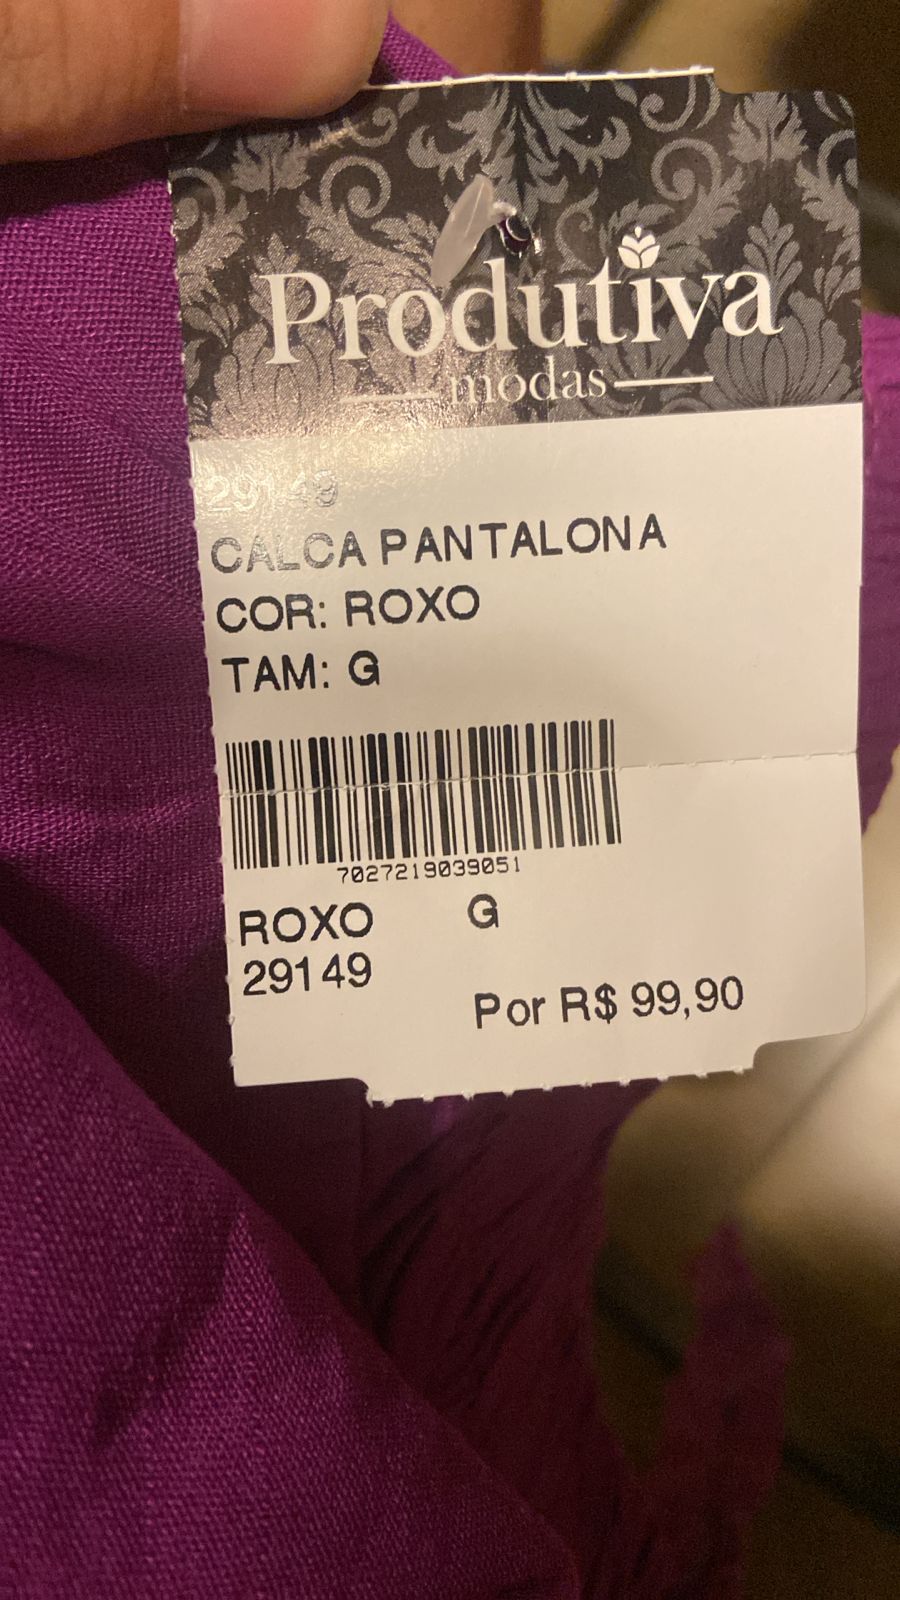 Produtiva
modas
29149
CALCA PANTALONA
COR: ROXO
TAM: G
7027219039051
ROXO G
29149
Por R$ 99,90